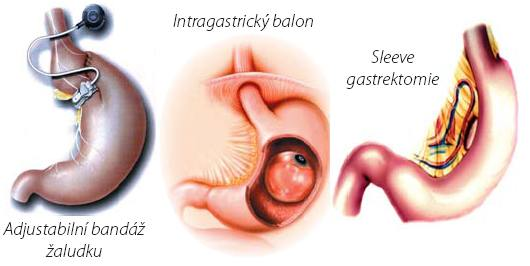 Intragastrický balon
Sleeve
gastrektomie
Adjustabilní bandáž
žaludku